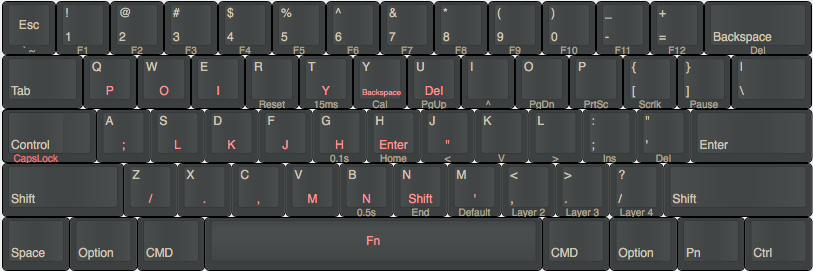 Esc ! @ # $ % ^ & * ( ) _ +
1 2 3 4 5 6 7 8 9 0 - = Backspace
` ~ F1 F2 F3 F4 F5 F6 F7 F8 F9 F10 F11 F12 Del
Q W E R T Y U I O P { } |
Tab P O I Y Backspace Del [ ] \
Reset 15ms Cal PgUp ^ PgDn PrtSc Scrlk Pause
A S D F G H J K L : "
Control ; L K J H Enter " ; ' Enter
CapsLock 0.1s Home < V > Ins Del
Z X C V B N M < > ?
Shift / . , M N Shift ' , . / Shift
0.5s End Default Layer 2 Layer 3 Layer 4
Fn
Space Option CMD CMD Option Pn Ctrl